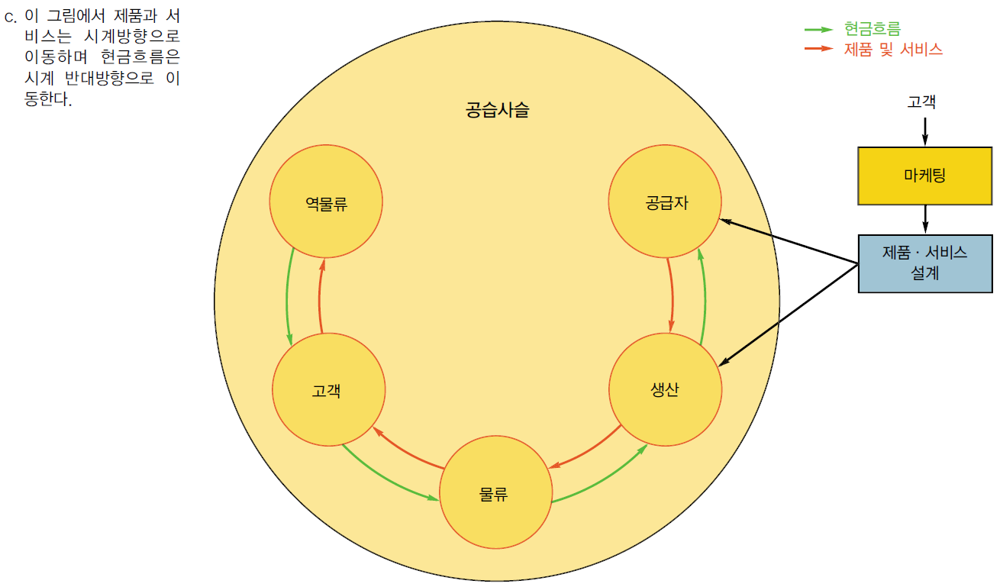 c. 이 그림에서 제품과 서
비스는 시계방향으로
이동하며 현금흐름은
시계 반대방향으로 이
동한다.
현금흐름
제품 및 서비스
공습사슬
고객
마케팅
제품·서비스
설계
역물류
공급자
고객
생산
물류